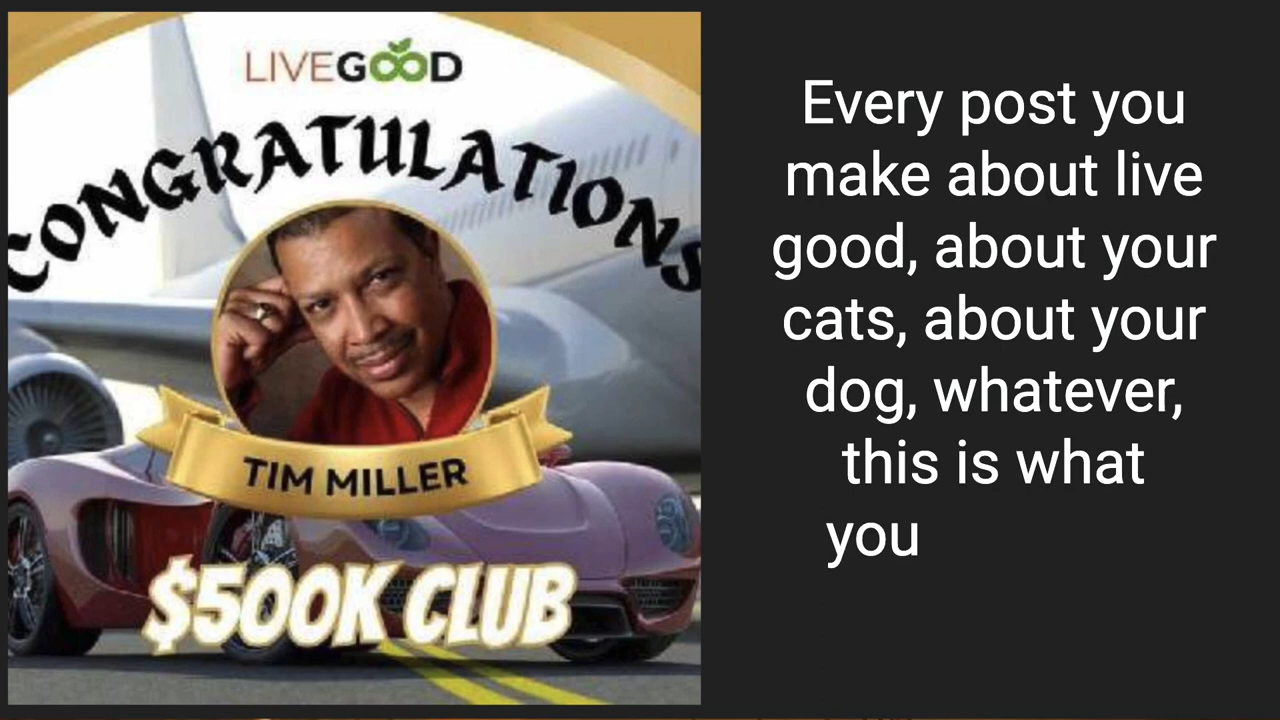 LIVEGOOD
CONGRATULATIONS
TIM MILLER
$500K CLUB
Every post you
make about live
good, about your
cats, about your
dog, whatever,
this is what
you